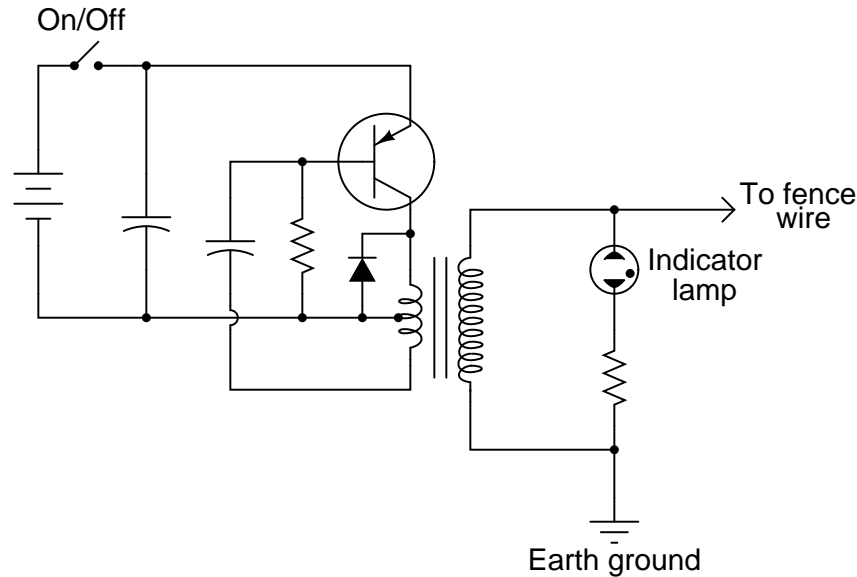 On/Off
To fence
wire
Indicator
lamp
Earth ground